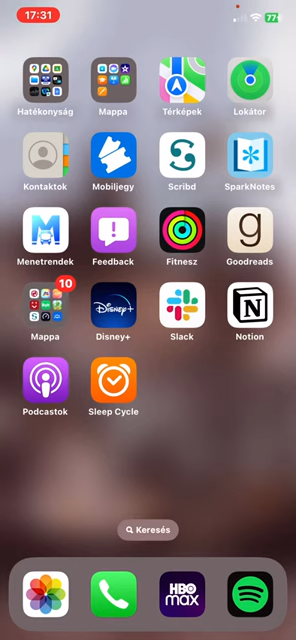 17:31
77
Hatékonyság Mappa Térképek Lokátor
Kontaktok Mobiljegy Scribd SparkNotes
M
g
Menetrendek Feedback Fitnesz Goodreads
10
Disney+
N
Mappa Disney+ Slack Notion
Podcastok Sleep Cycle
Keresés
HBO
max